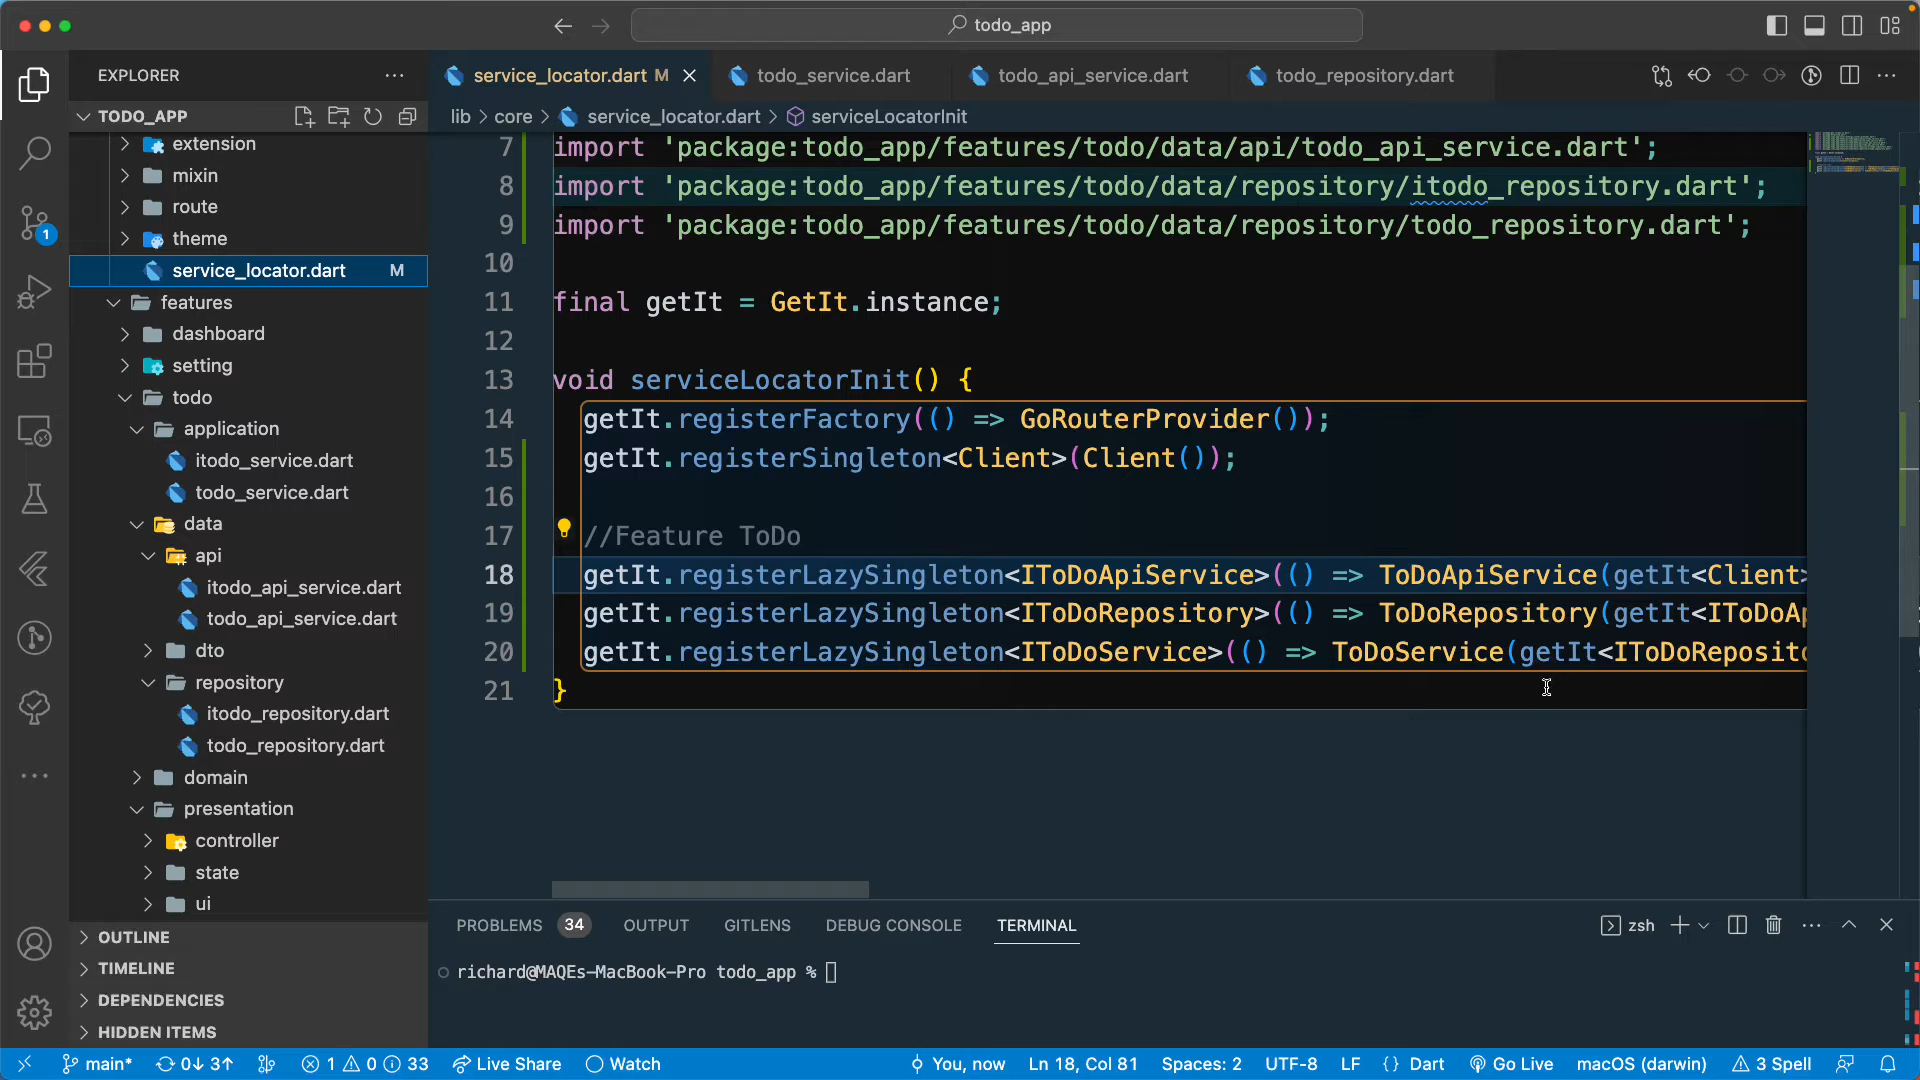 todo_app
EXPLORER
service_locator.dart M
todo_service.dart
todo_api_service.dart
todo_repository.dart
TODO_APP
lib > core > service_locator.dart > serviceLocatorInit
extension
mixin
route
theme
service_locator.dart M
features
dashboard
setting
todo
application
itodo_service.dart
todo_service.dart
data
api
itodo_api_service.dart
todo_api_service.dart
dto
repository
itodo_repository.dart
todo_repository.dart
domain
presentation
controller
state
ui
OUTLINE
TIMELINE
DEPENDENCIES
HIDDEN ITEMS
7 import 'package:todo_app/features/todo/data/api/todo_api_service.dart';
8 import 'package:todo_app/features/todo/data/repository/itodo_repository.dart';
9 import 'package:todo_app/features/todo/data/repository/todo_repository.dart';
10
11 final getIt = GetIt.instance;
12
13 void serviceLocatorInit() {
14 getIt.registerFactory(() => GoRouterProvider());
15 getIt.registerSingleton<Client>(Client());
16
17 //Feature ToDo
18 getIt.registerLazySingleton<IToDoApiService>(() => ToDoApiService(getIt<Client>
19 getIt.registerLazySingleton<IToDoRepository>(() => ToDoRepository(getIt<IToDoAp
20 getIt.registerLazySingleton<IToDoService>(() => ToDoService(getIt<IToDoReposito
21 }
PROBLEMS 34 OUTPUT GITLENS DEBUG CONSOLE TERMINAL
zsh
richard@MAQEs-MacBook-Pro todo_app %
1
main* 0↓ 3↑ 1 0 33 Live Share Watch You, now Ln 18, Col 81 Spaces: 2 UTF-8 LF {} Dart Go Live macOS (darwin) 3 Spell